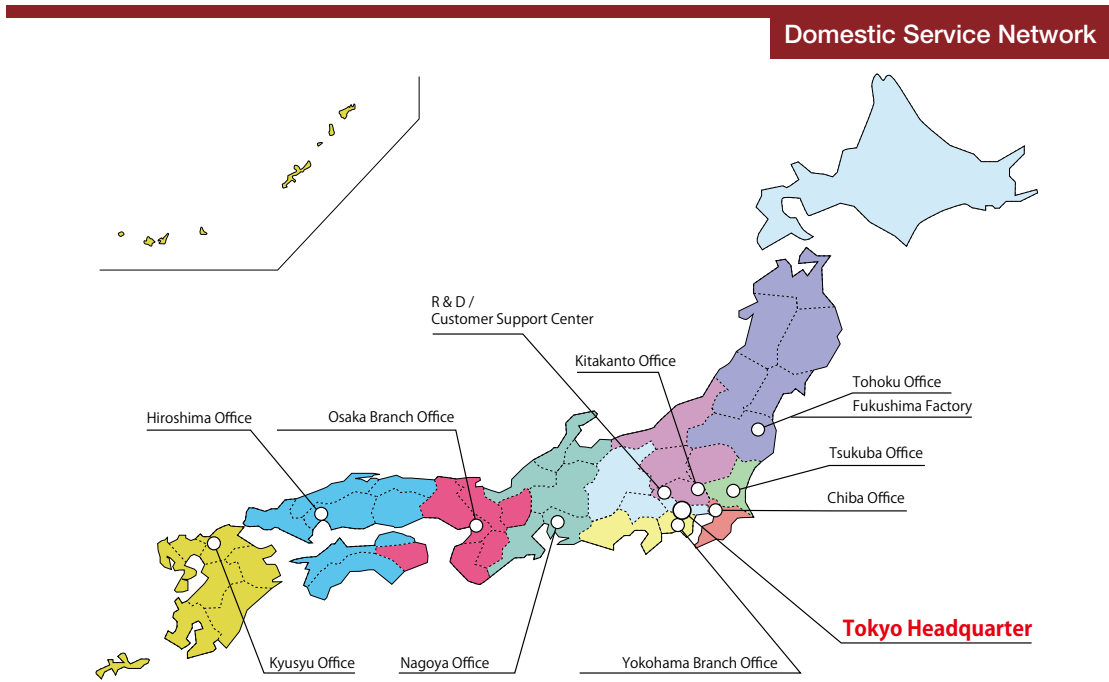 Domestic Service Network
R & D /
Customer Support Center
Kitakanto Office
Tohoku Office
Fukushima Factory
Hiroshima Office
Osaka Branch Office
Tsukuba Office
Chiba Office
Tokyo Headquarter
Kyusyu Office
Nagoya Office
Yokohama Branch Office